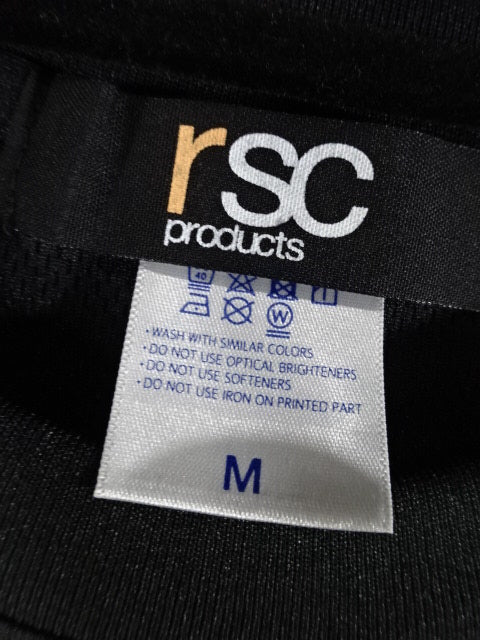 rsc
products
40
W
• WASH WITH SIMILAR COLORS
• DO NOT USE OPTICAL BRIGHTENERS
• DO NOT USE SOFTENERS
• DO NOT USE IRON ON PRINTED PART
M